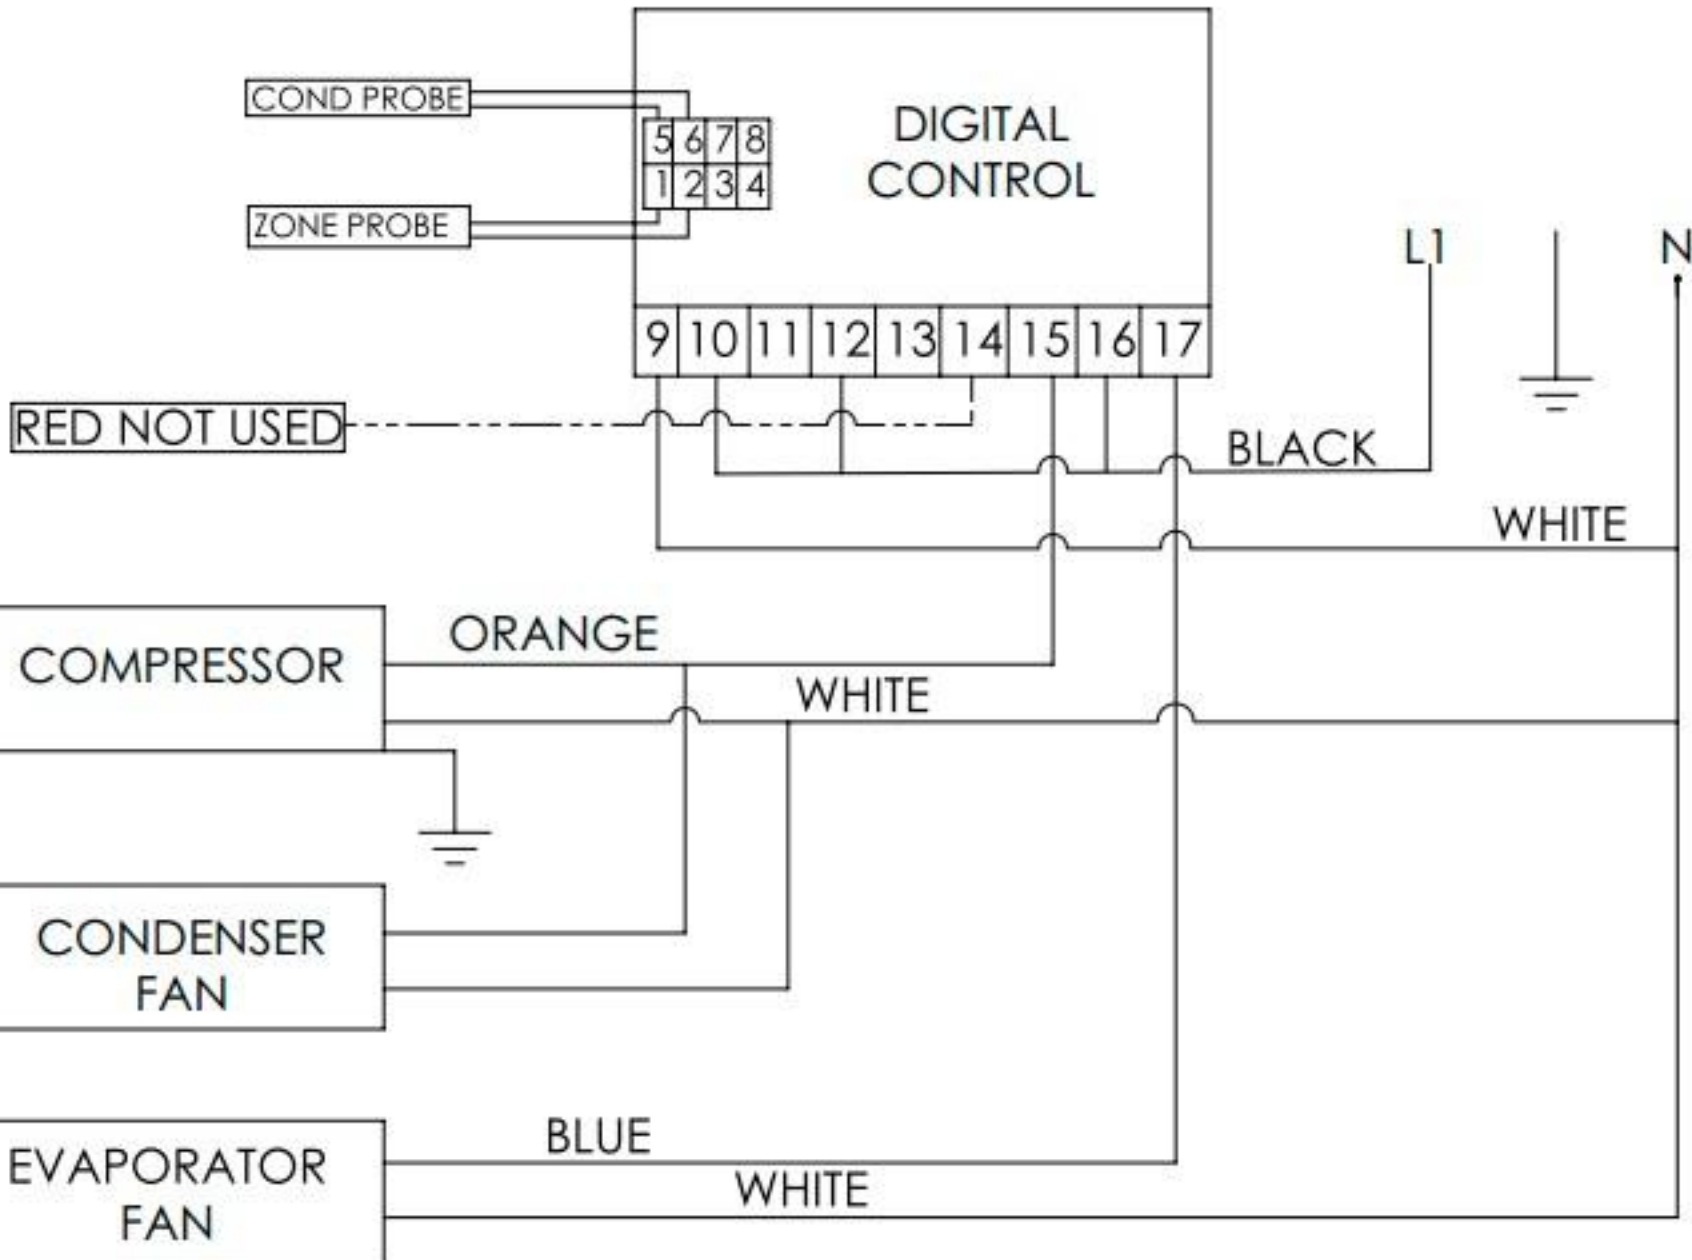 COND PROBE
DIGITAL
CONTROL
5 6 7 8
1 2 3 4
ZONE PROBE
L1
N
9 10 11 12 13 14 15 16 17
RED NOT USED
BLACK
WHITE
ORANGE
COMPRESSOR
WHITE
CONDENSER
FAN
BLUE
EVAPORATOR
WHITE
FAN